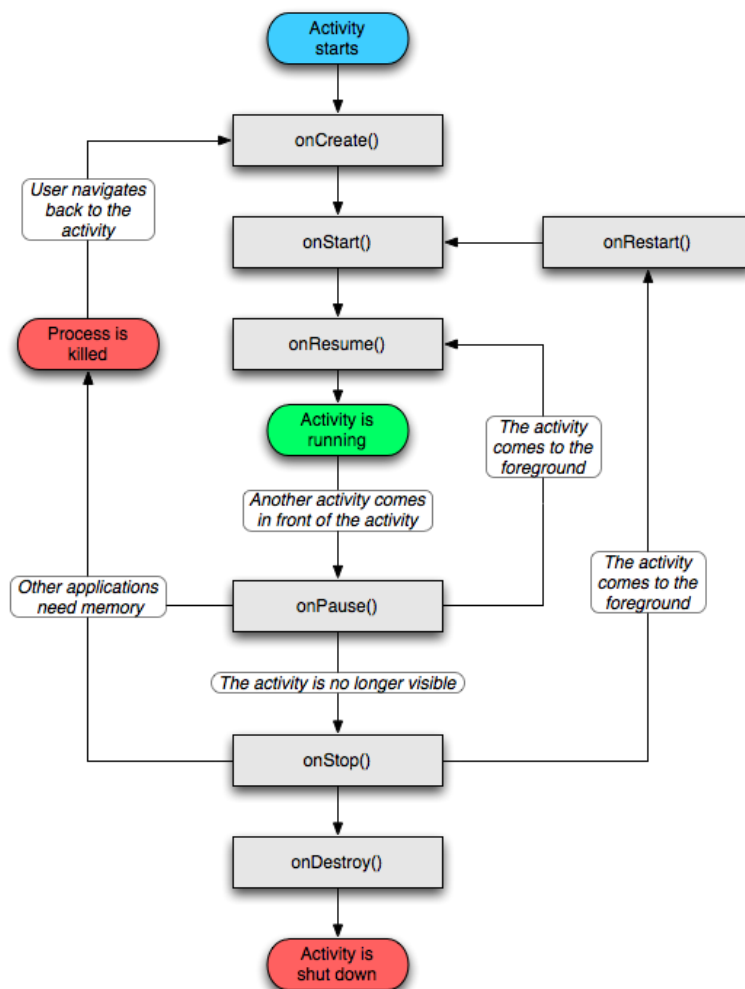 Activity
starts
onCreate()
User navigates
back to the
activity
onStart()
onRestart()
Process is
killed
onResume()
Activity is
running
The activity
comes to the
foreground
Another activity comes
in front of the activity
Other applications
need memory
onPause()
The activity
comes to the
foreground
The activity is no longer visible
onStop()
onDestroy()
Activity is
shut down